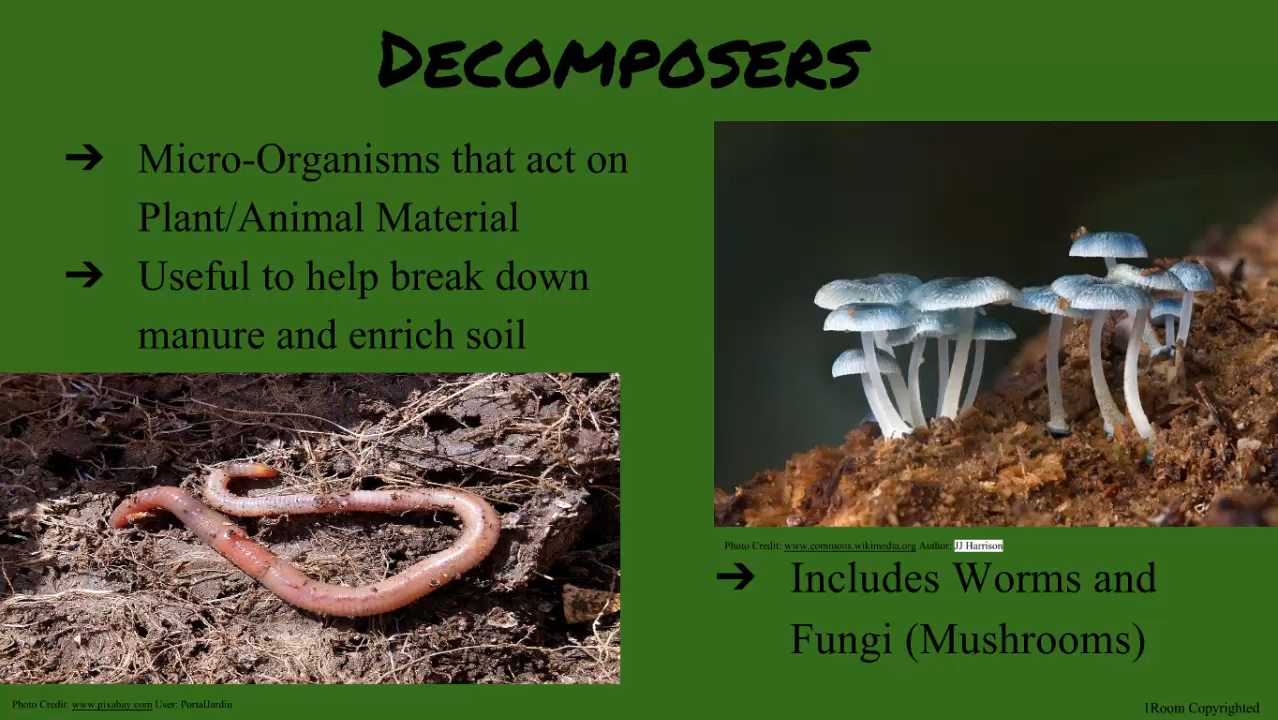 DECOMPOSERS
➔ Micro-Organisms that act on
Plant/Animal Material
➔ Useful to help break down
manure and enrich soil
Photo Credit: www.commons.wikimedia.org Author: JJ Harrison
➔ Includes Worms and
Fungi (Mushrooms)
Photo Credit: www.pixabay.com User: PortalJardin
1Room Copyrighted